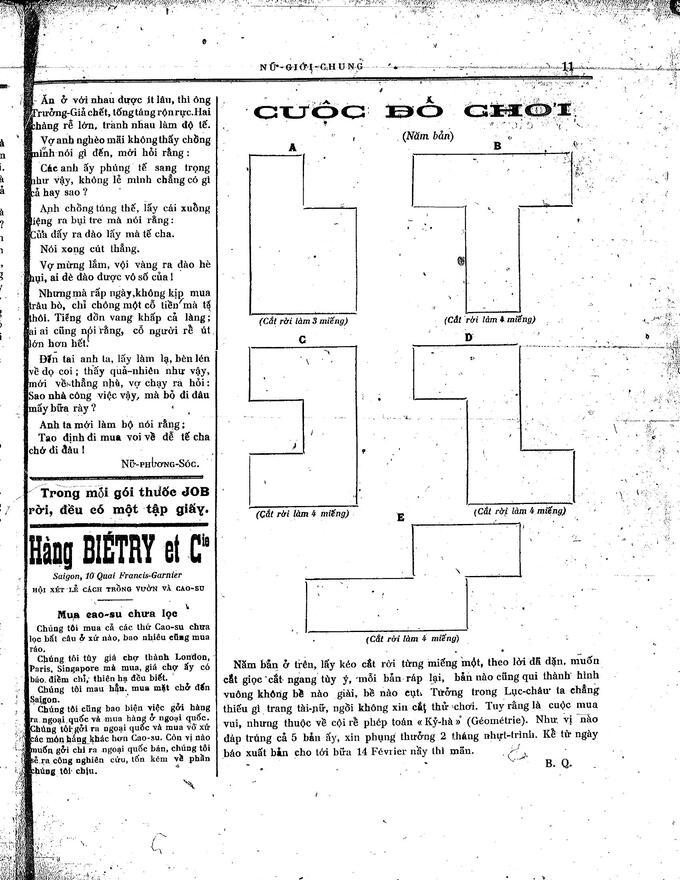 NỮ-GIỚI-CHUNG
11
Ăn ở với nhau được ít lâu, thì ông
Trưởng-Giả chết, tống táng rộn rực. Hai
chàng rể lớn, tranh nhau làm độ tế.
Vợ anh nghèo mãi không thấy chồng
mình nói gì đến, mới hỏi rằng :
Các anh ấy phúng tế sang trọng
như vậy, không lẽ mình chẳng có gì
cả hay sao ?
Anh chồng túng thế, lấy cái xuồng
liệng ra bụi tre mà nói rằng :
Của đấy ra đào lấy mà tế cha.
Nói xong cút thẳng.
Vợ mừng lắm, vội vàng ra đào hè
hụi, ai dè đào được vô số của !
Nhưng mà rấp ngày, không kịp mua
trâu bò, chỉ chông một cỗ tiền mà tế
thôi. Tiếng đồn vang khắp cả làng ;
ai ai cũng nói rằng, cỗ người rể út
lớn hơn hết.
Đến tai anh ta, lấy làm lạ, bèn lén
về dọ coi ; thấy quả-nhiên như vậy,
mới về thẳng nhà, vợ chạy ra hỏi :
Sao nhà công việc vậy, mà bỏ đi đâu
mấy bữa rày ?
Anh ta mới làm bộ nói rằng ;
Tao định đi mua voi về để tế cha
chớ đi đâu !
NỮ-PHƯƠNG-SÓC.
Trong mỗi gói thuốc JOB
rời, đều có một tập giấy.
Hàng BIÉTRY et Cie
Saigon, 10 Quai Francis-Garnier
HỘI XÉT LẼ CÁCH TRỒNG VƯỜN VÀ CAO-SU
Mua cao-su chưa lọc
Chúng tôi mua cả các thứ Cao-su chưa
lọc bất câu ở xứ nào, bao nhiêu cũng mua
ráo.
Chúng tôi tùy giá chợ thành London,
Paris, Singapore mà mua, giá chợ ấy có
báo điềm chỉ, thiên hạ đều biết.
Chúng tôi mau hẩn, mua mặt chở đến
Saigon.
Chúng tôi cũng bao biện việc gởi hàng
ra ngoại quốc và mua hàng ở ngoại quốc.
Chúng tôi gởi ra ngoại quốc và mua vô xứ
các món hàng khác hơn Cao-su. Còn vị nào
muốn gởi chi ra ngoại quốc bán, chúng tôi
sẽ ra công nghiên cứu, tốn kém về phần
chúng tôi chịu.
CUỘC ĐỐ CHƠI
(Năm bản)
A
B
(Cắt rời làm 3 miếng)
(Cắt rời làm 4 miếng)
C
D
(Cắt rời làm 4 miếng)
(Cắt rời làm 4 miếng)
E
(Cắt rời làm 4 miếng)
Năm bản ở trên, lấy kéo cắt rời từng miếng một, theo lời đã dặn, muốn
cắt giọc cắt ngang tùy ý, mỗi bản ráp lại, bản nào cũng qui thành hình
vuông không bề nào giài, bề nào cụt. Tưởng trong Lục-châu ta chẳng
thiếu gì trang tài-nữ, ngồi không xin cắt thử chơi. Tuy rằng là cuộc mua
vui, nhưng thuộc về cội rễ phép toán « Kỷ-hà » (Géométrie). Như vị nào
đáp trúng cả 5 bản ấy, xin phụng thưởng 2 tháng nhựt-trình. Kể từ ngày
báo xuất bản cho tới bữa 14 Février nầy thì mãn.
B. Q.